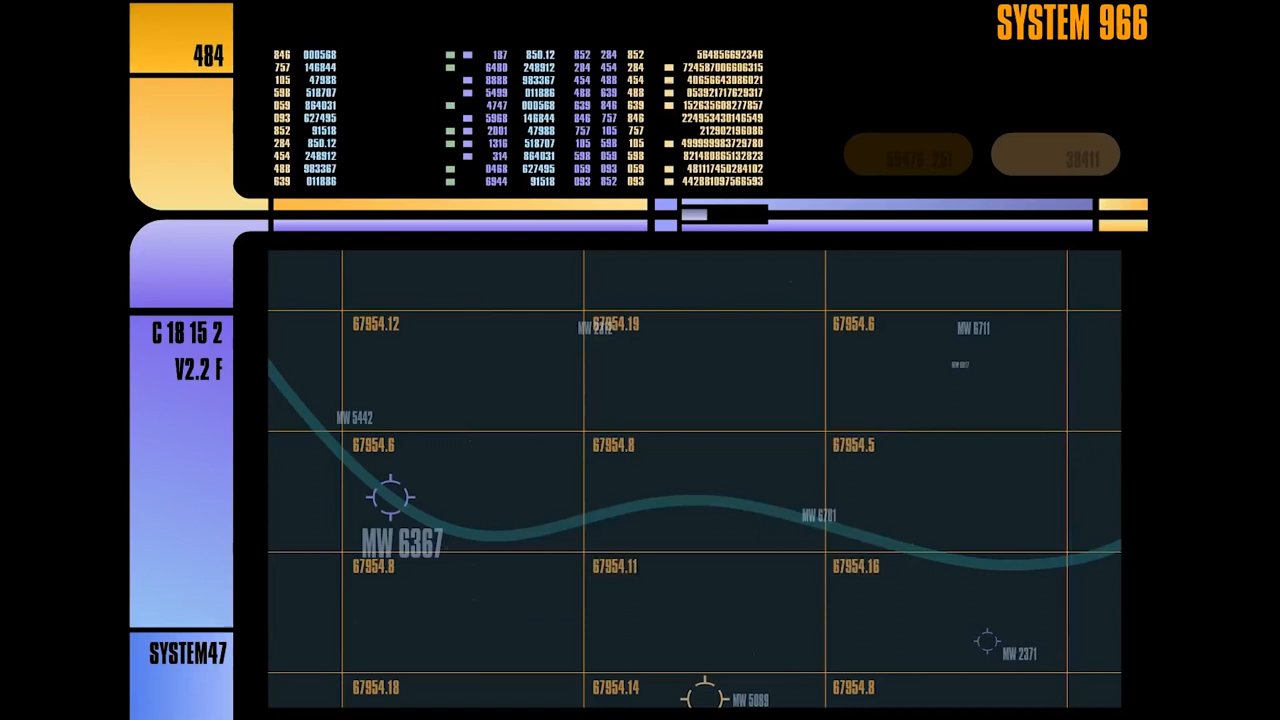 SYSTEM 966
484
846 000568 187 850.12 852 284 852 564856692346
757 146844 6480 248912 284 454 284 724587006606315
105 47988 8888 983367 454 488 454 40656643086021
598 518707 5499 011886 488 639 488 053921717629317
059 864031 4747 000568 639 846 639 152635608277857
093 627495 5968 146844 846 757 846 224953430146549
852 91518 2001 47988 757 105 757 212902196086
284 850.12 1316 518707 105 598 105 499999983729780
454 248912 314 864031 598 059 598 821480865132823
488 983367 0468 627495 059 093 059 481117450284182
639 011886 6944 91518 093 852 093 442881097566593
38411
C 18 15 2
V2.2 F
SYSTEM47
67954.12
67954.19
67954.6
MW 6711
MW 5442
67954.6
67954.8
67954.5
MW 6701
MW 6367
67954.8
67954.11
67954.16
MW 2371
67954.18
67954.14
67954.8
MW 5089